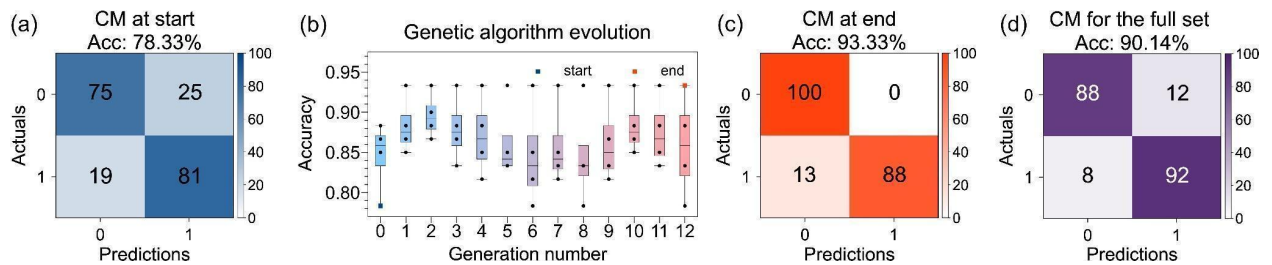 (a)
CM at start
Acc: 78.33%
Actuals
0
1
75 25
19 81
0 1
Predictions
100
80
60
40
20
0
(b)
Genetic algorithm evolution
start end
Accuracy
0.95
0.90
0.85
0.80
0 1 2 3 4 5 6 7 8 9 10 11 12
Generation number
(c)
CM at end
Acc: 93.33%
100 0
13 88
0 1
Predictions
100
80
60
40
20
0
(d)
CM for the full set
Acc: 90.14%
Actuals
0
1
88 12
8 92
0 1
Predictions
100
80
60
40
20
0